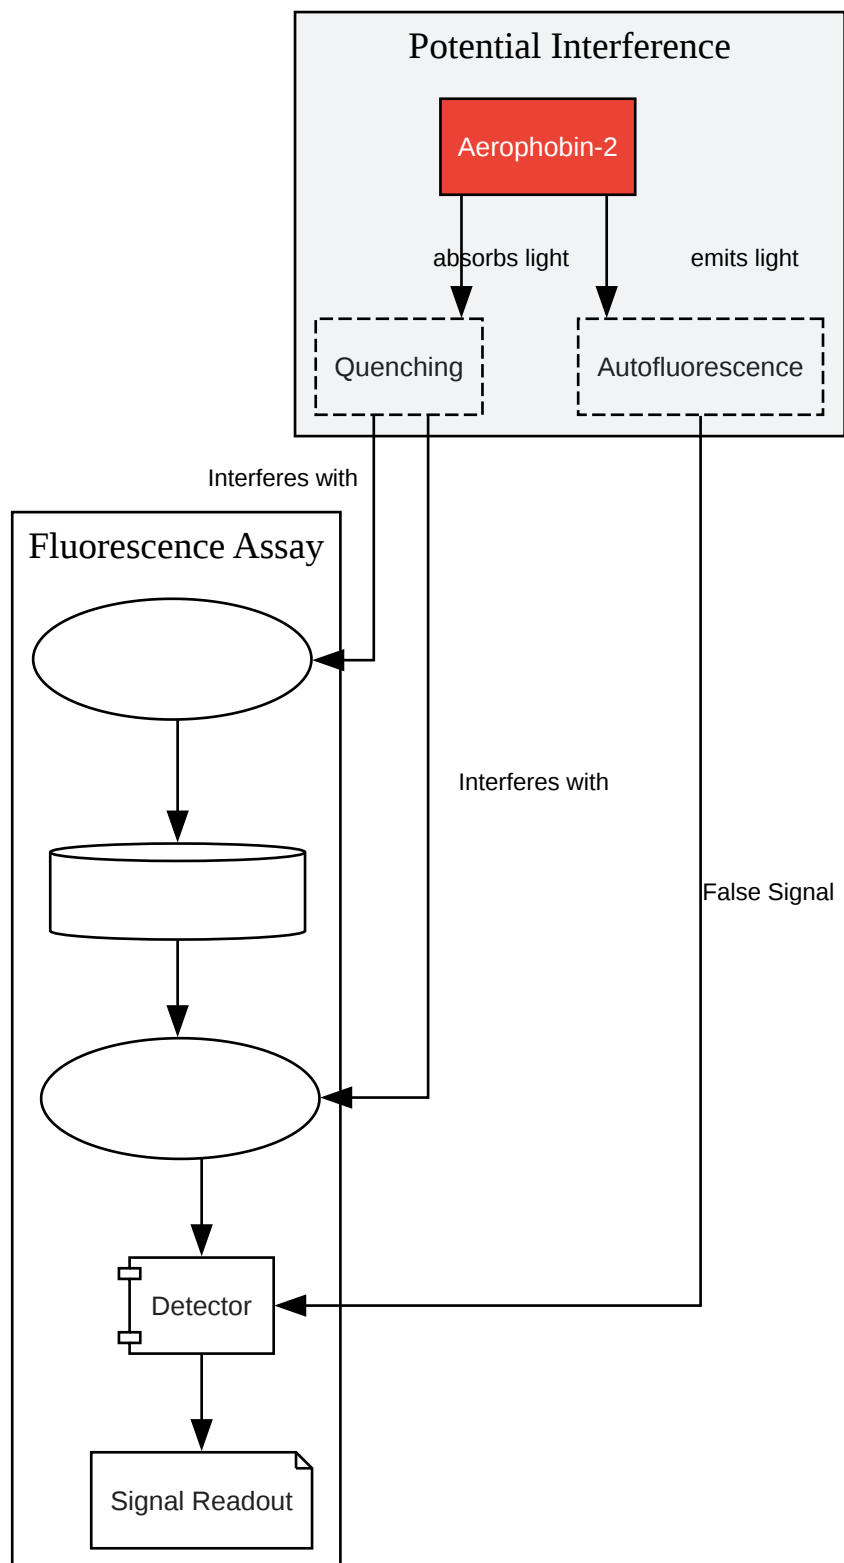 Potential Interference
Aerophobin-2
absorbs light
emits light
Quenching
Autofluorescence
Interferes with
Fluorescence Assay
Interferes with
False Signal
Detector
Signal Readout